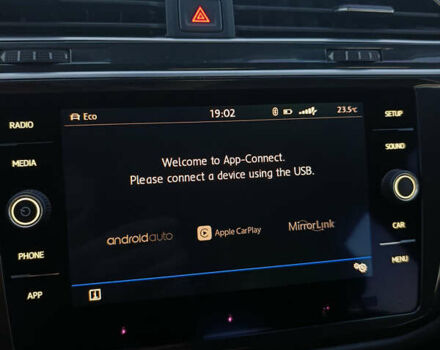 RADIO
MEDIA
PHONE
APP
Eco
19:02
23.5°C
Welcome to App-Connect.
Please connect a device using the USB.
androidauto
Apple CarPlay
MirrorLink
SETUP
SOUND
CAR
MENU